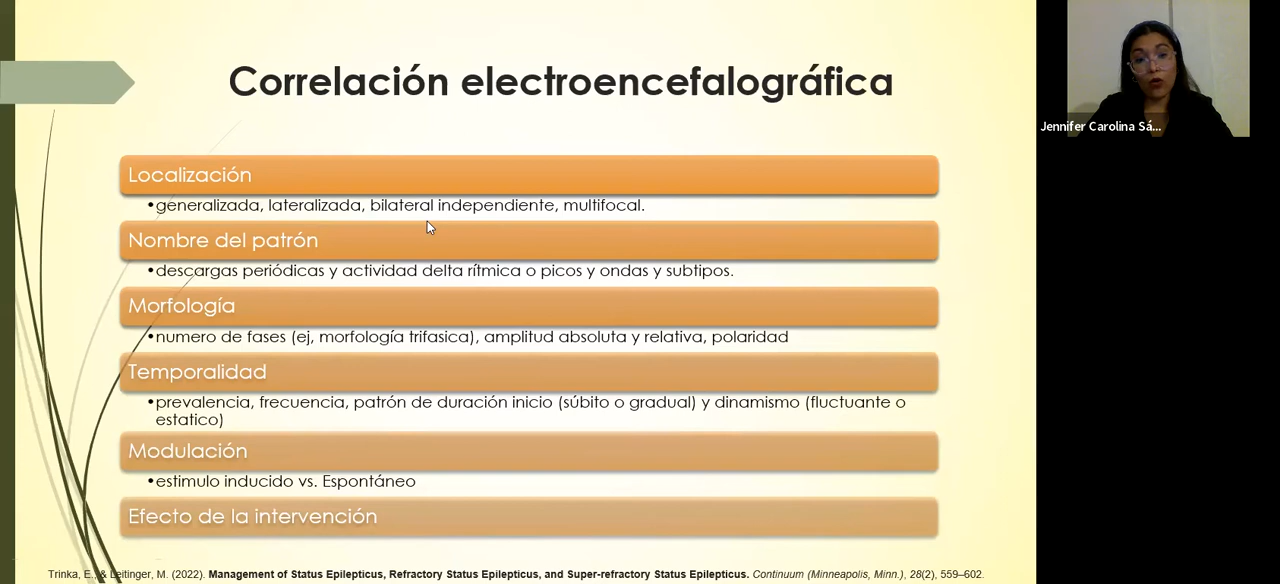 Correlación electroencefalográfica
Jennifer Carolina Sá...
Localización
•generalizada, lateralizada, bilateral independiente, multifocal.
Nombre del patrón
•descargas periódicas y actividad delta rítmica o picos y ondas y subtipos.
Morfología
•numero de fases (ej, morfología trifasica), amplitud absoluta y relativa, polaridad
Temporalidad
•prevalencia, frecuencia, patrón de duración inicio (súbito o gradual) y dinamismo (fluctuante o
estatico)
Modulación
•estimulo inducido vs. Espontáneo
Efecto de la intervención
Trinka, E., & Leitinger, M. (2022). Management of Status Epilepticus, Refractory Status Epilepticus, and Super-refractory Status Epilepticus. Continuum (Minneapolis, Minn.), 28(2), 559–602.